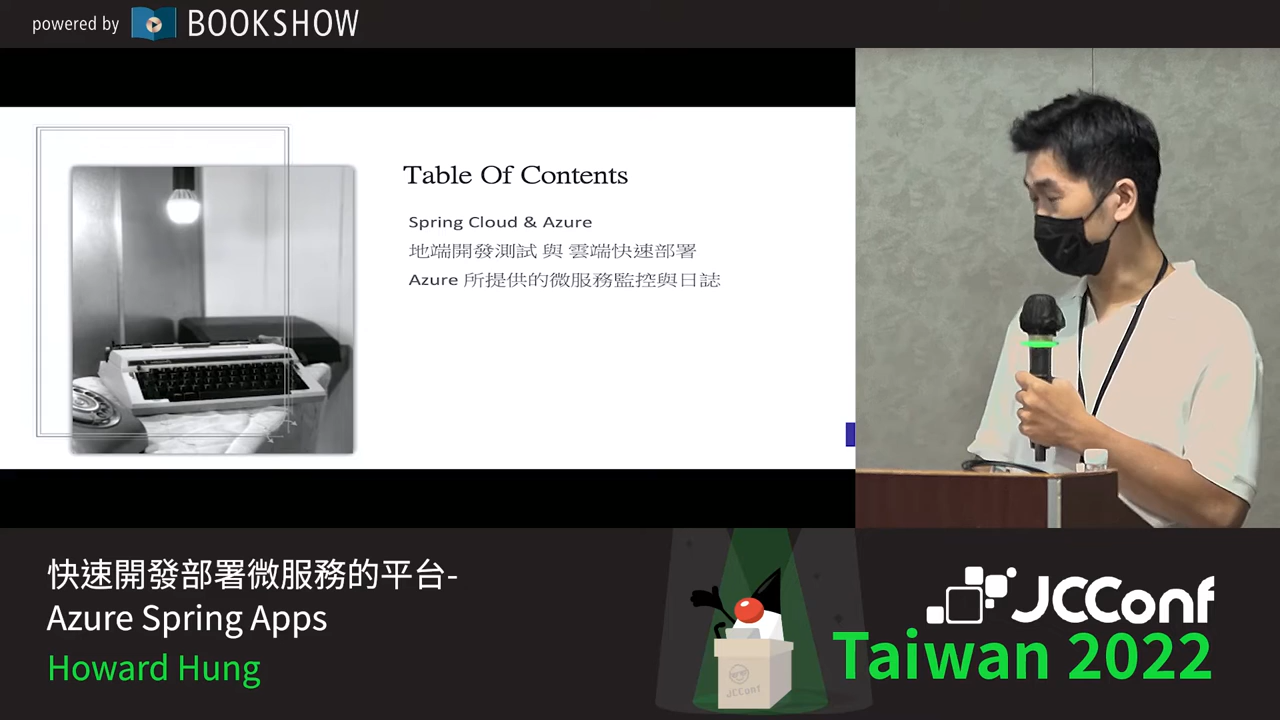 powered by BOOKSHOW
Table Of Contents
Spring Cloud & Azure
地端開發測試 與 雲端快速部署
Azure 所提供的微服務監控與日誌
快速開發部署微服務的平台-
Azure Spring Apps
Howard Hung
JCConf
JCConf
Taiwan 2022